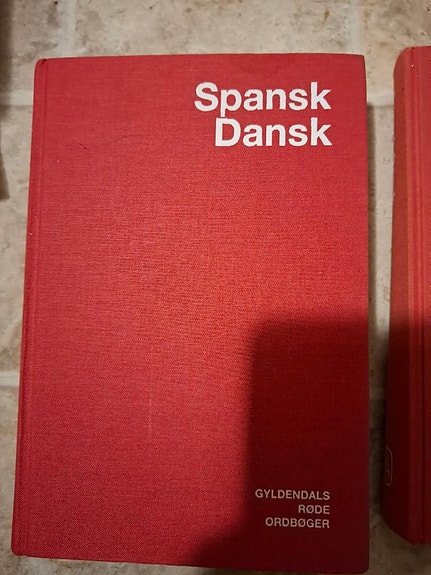 Spansk
Dansk
GYLDENDALS
RØDE
ORDBØGER